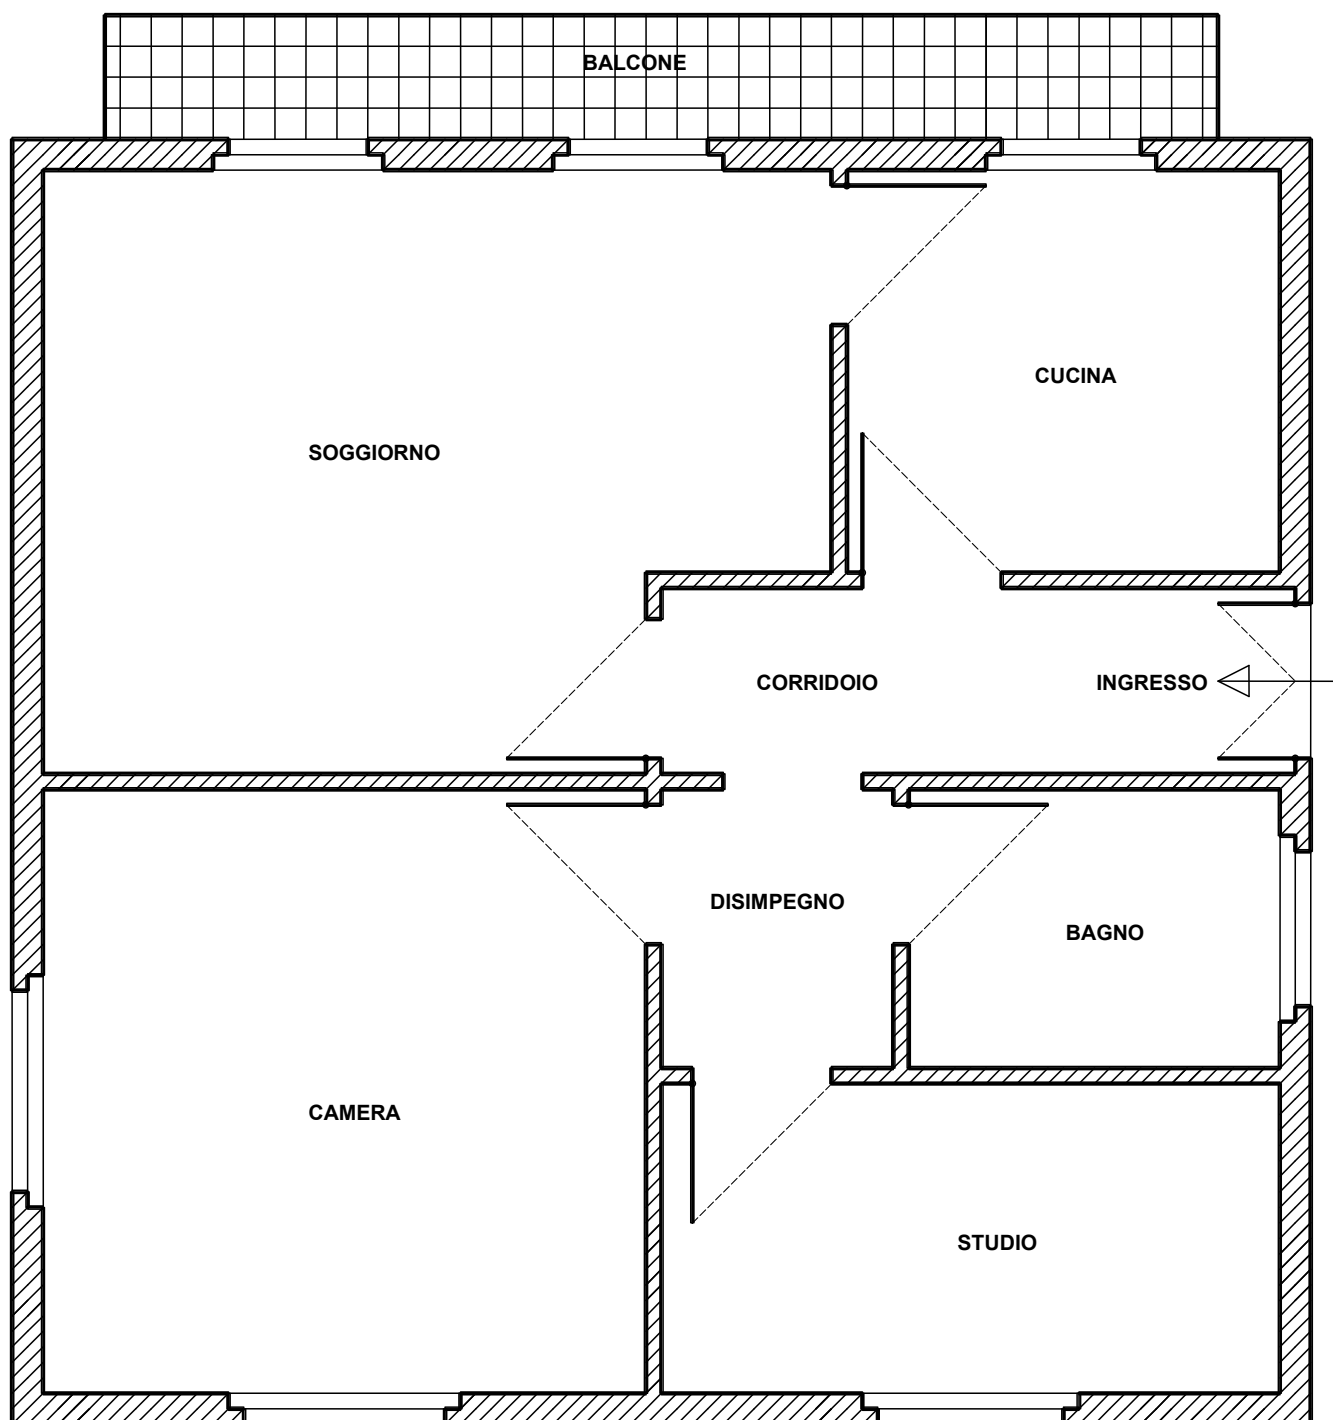 BALCONE
CUCINA
SOGGIORNO
CORRIDOIO
INGRESSO
DISIMPEGNO
BAGNO
CAMERA
STUDIO